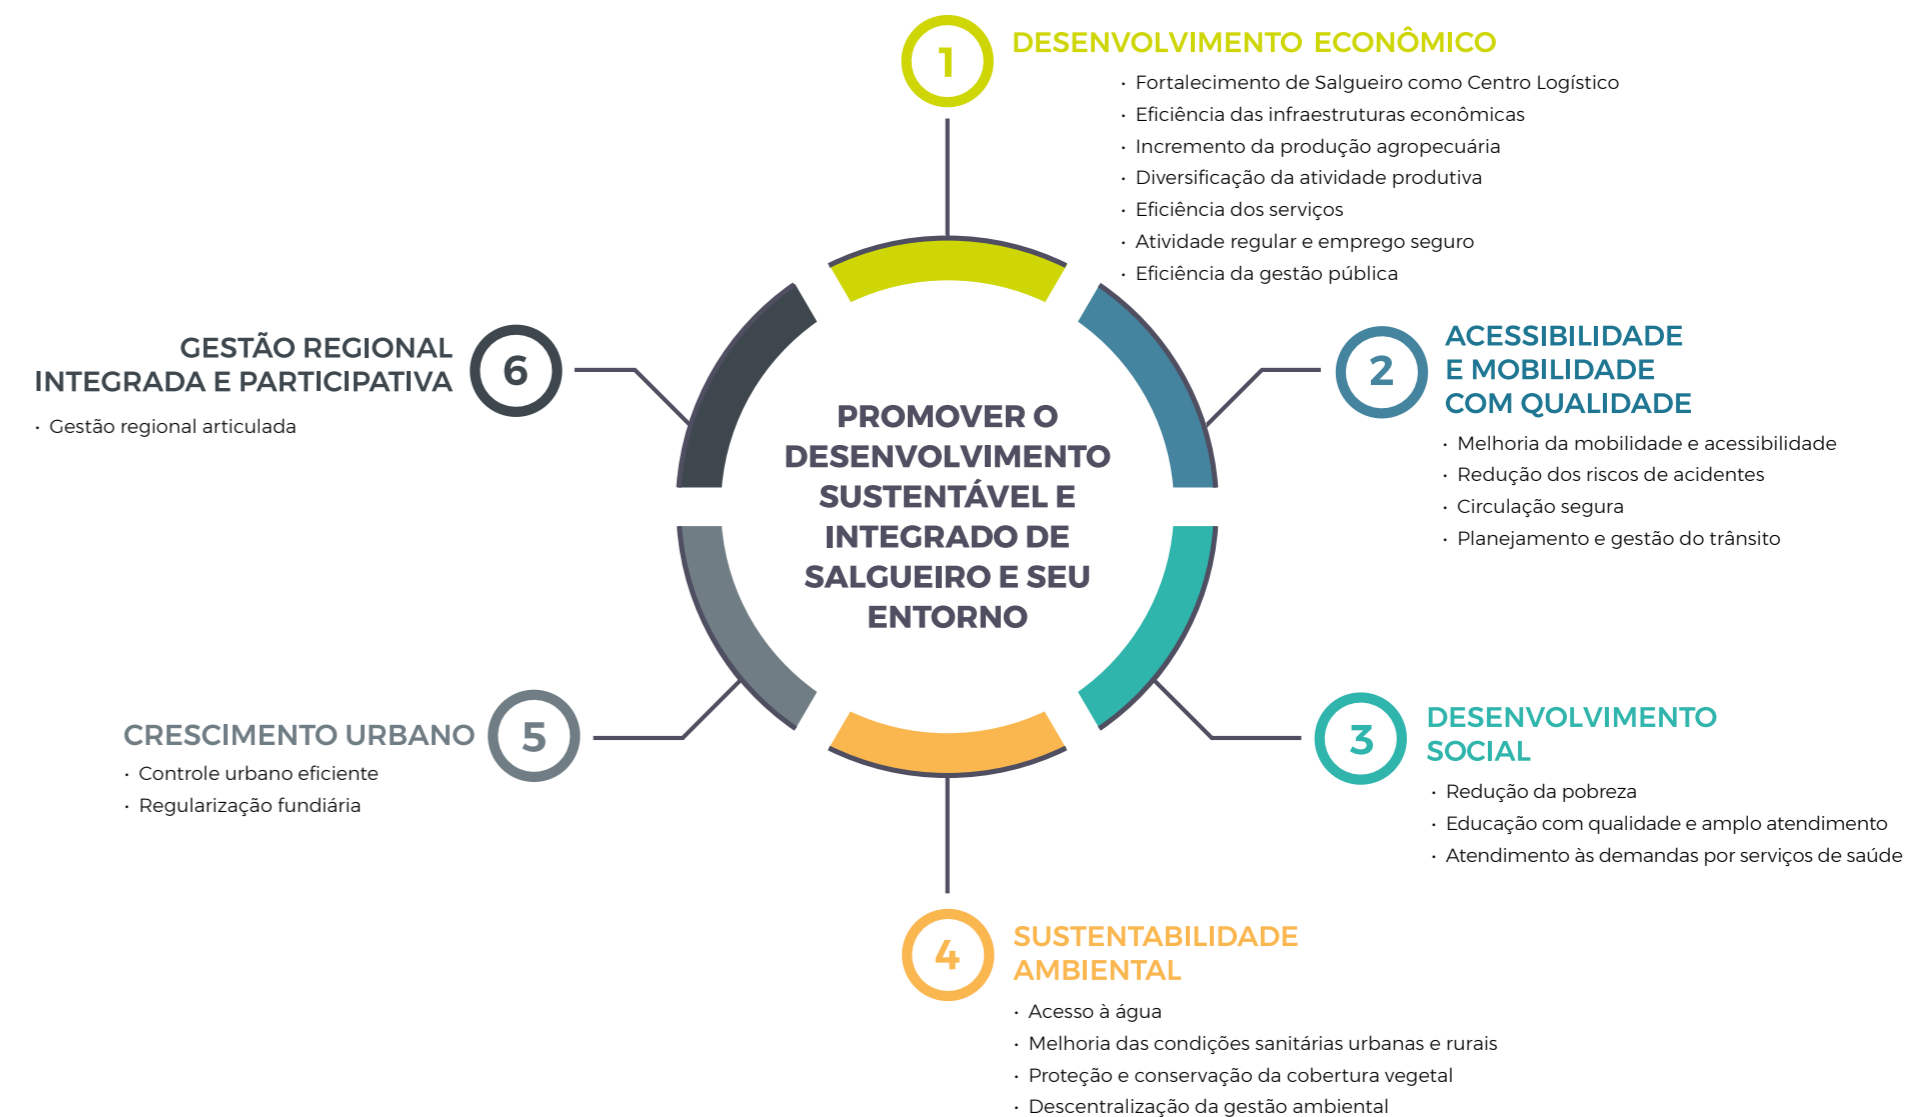 1
DESENVOLVIMENTO ECONÔMICO
• Fortalecimento de Salgueiro como Centro Logístico
• Eficiência das infraestruturas econômicas
• Incremento da produção agropecuária
• Diversificação da atividade produtiva
• Eficiência dos serviços
• Atividade regular e emprego seguro
• Eficiência da gestão pública
2
ACESSIBILIDADE
E MOBILIDADE
COM QUALIDADE
• Melhoria da mobilidade e acessibilidade
• Redução dos riscos de acidentes
• Circulação segura
• Planejamento e gestão do trânsito
3
DESENVOLVIMENTO
SOCIAL
• Redução da pobreza
• Educação com qualidade e amplo atendimento
• Atendimento às demandas por serviços de saúde
4
SUSTENTABILIDADE
AMBIENTAL
• Acesso à água
• Melhoria das condições sanitárias urbanas e rurais
• Proteção e conservação da cobertura vegetal
• Descentralização da gestão ambiental
CRESCIMENTO URBANO
5
• Controle urbano eficiente
• Regularização fundiária
GESTÃO REGIONAL
INTEGRADA E PARTICIPATIVA
6
• Gestão regional articulada
PROMOVER O
DESENVOLVIMENTO
SUSTENTÁVEL E
INTEGRADO DE
SALGUEIRO E SEU
ENTORNO